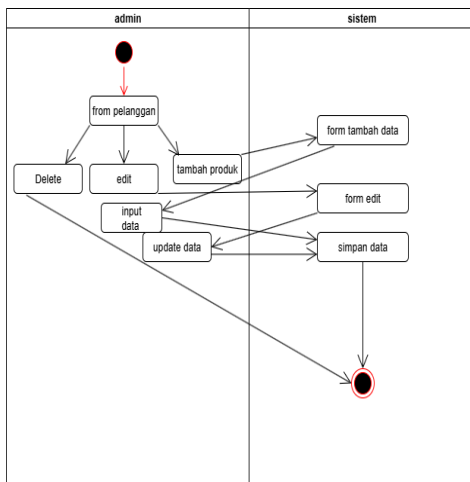 admin
sistem
from pelanggan
form tambah data
tambah produk
Delete
edit
form edit
input
data
update data
simpan data